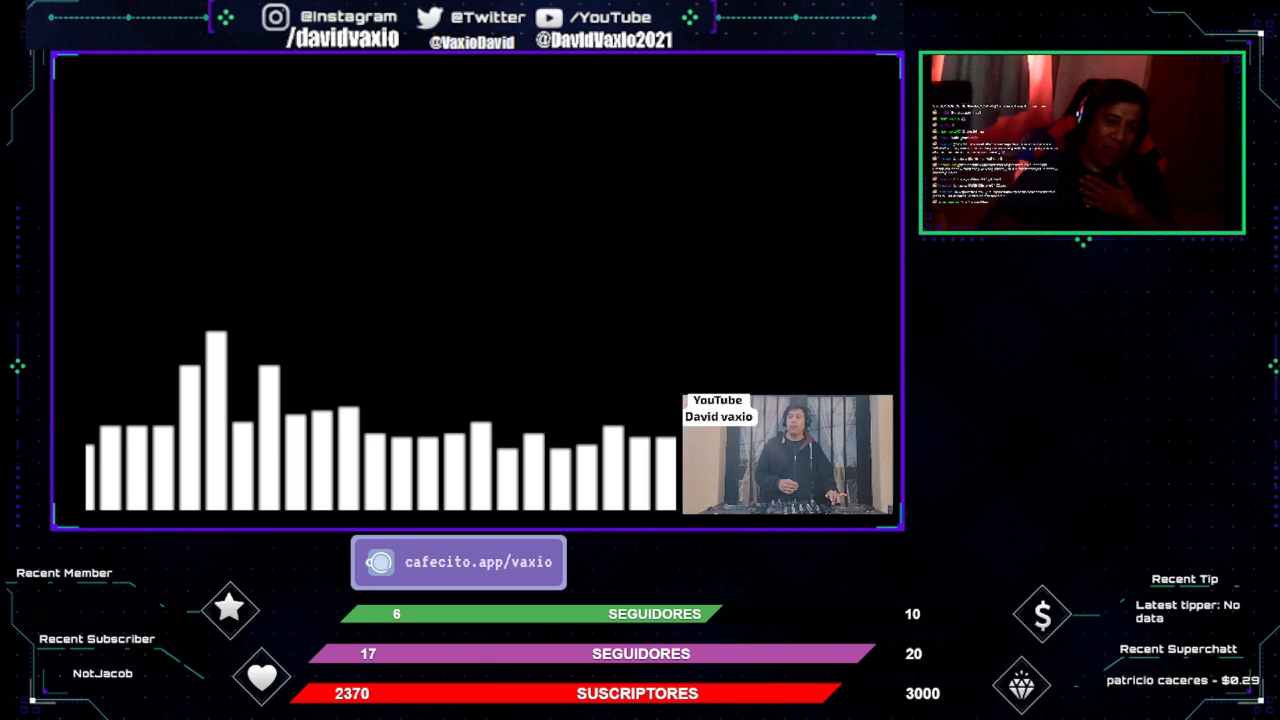 @Instagram
/davidvaxio
@Twitter
@VaxioDavid
/YouTube
@DavidVaxio2021
YouTube
David vaxio
cafecito.app/vaxio
Recent Member
Recent Subscriber
NotJacob
6 SEGUIDORES 10
17 SEGUIDORES 20
2370 SUSCRIPTORES 3000
Recent Tip
Latest tipper: No
data
Recent Superchatt
patricio caceres - $0.29